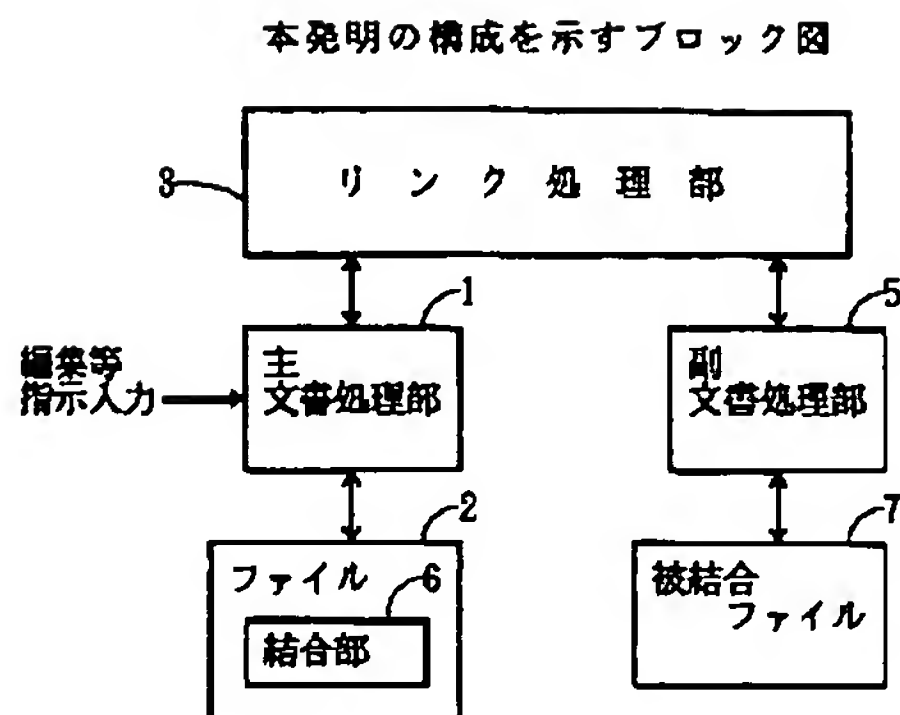 本発明の構成を示すブロック図
3
リンク処理部
1
5
編集等
指示入力
主
文書処理部
副
文書処理部
2
7
ファイル
6
結合部
被結合
ファイル